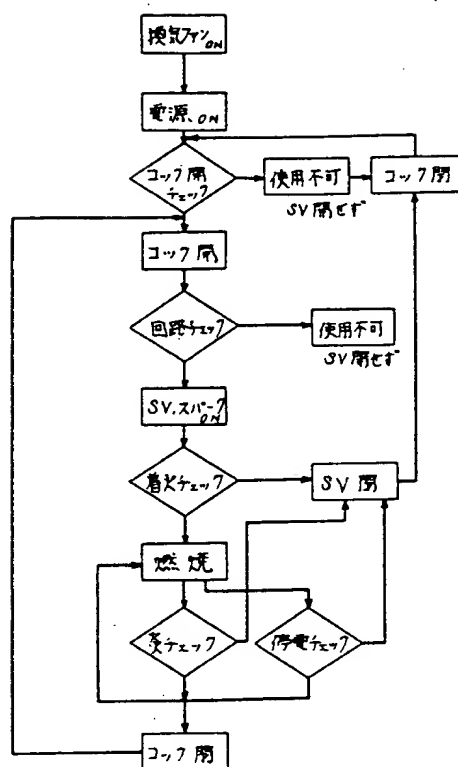 換気ファンON
電源、ON
コック開
チェック
使用不可
SV開せず
コック閉
コック開
回路チェック
使用不可
SV開せず
SV.スパーク
ON
着火チェック
SV閉
燃焼
炎チェック
停電チェック
コック閉